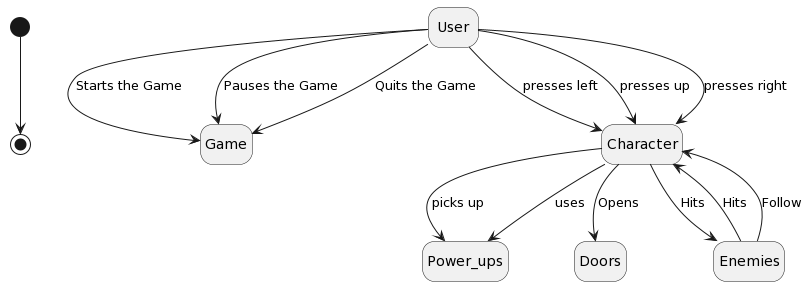 User
Starts the Game
Pauses the Game
Quits the Game
presses left
presses up
presses right
Game
Character
picks up
uses
Opens
Hits
Hits
Follow
Power_ups
Doors
Enemies